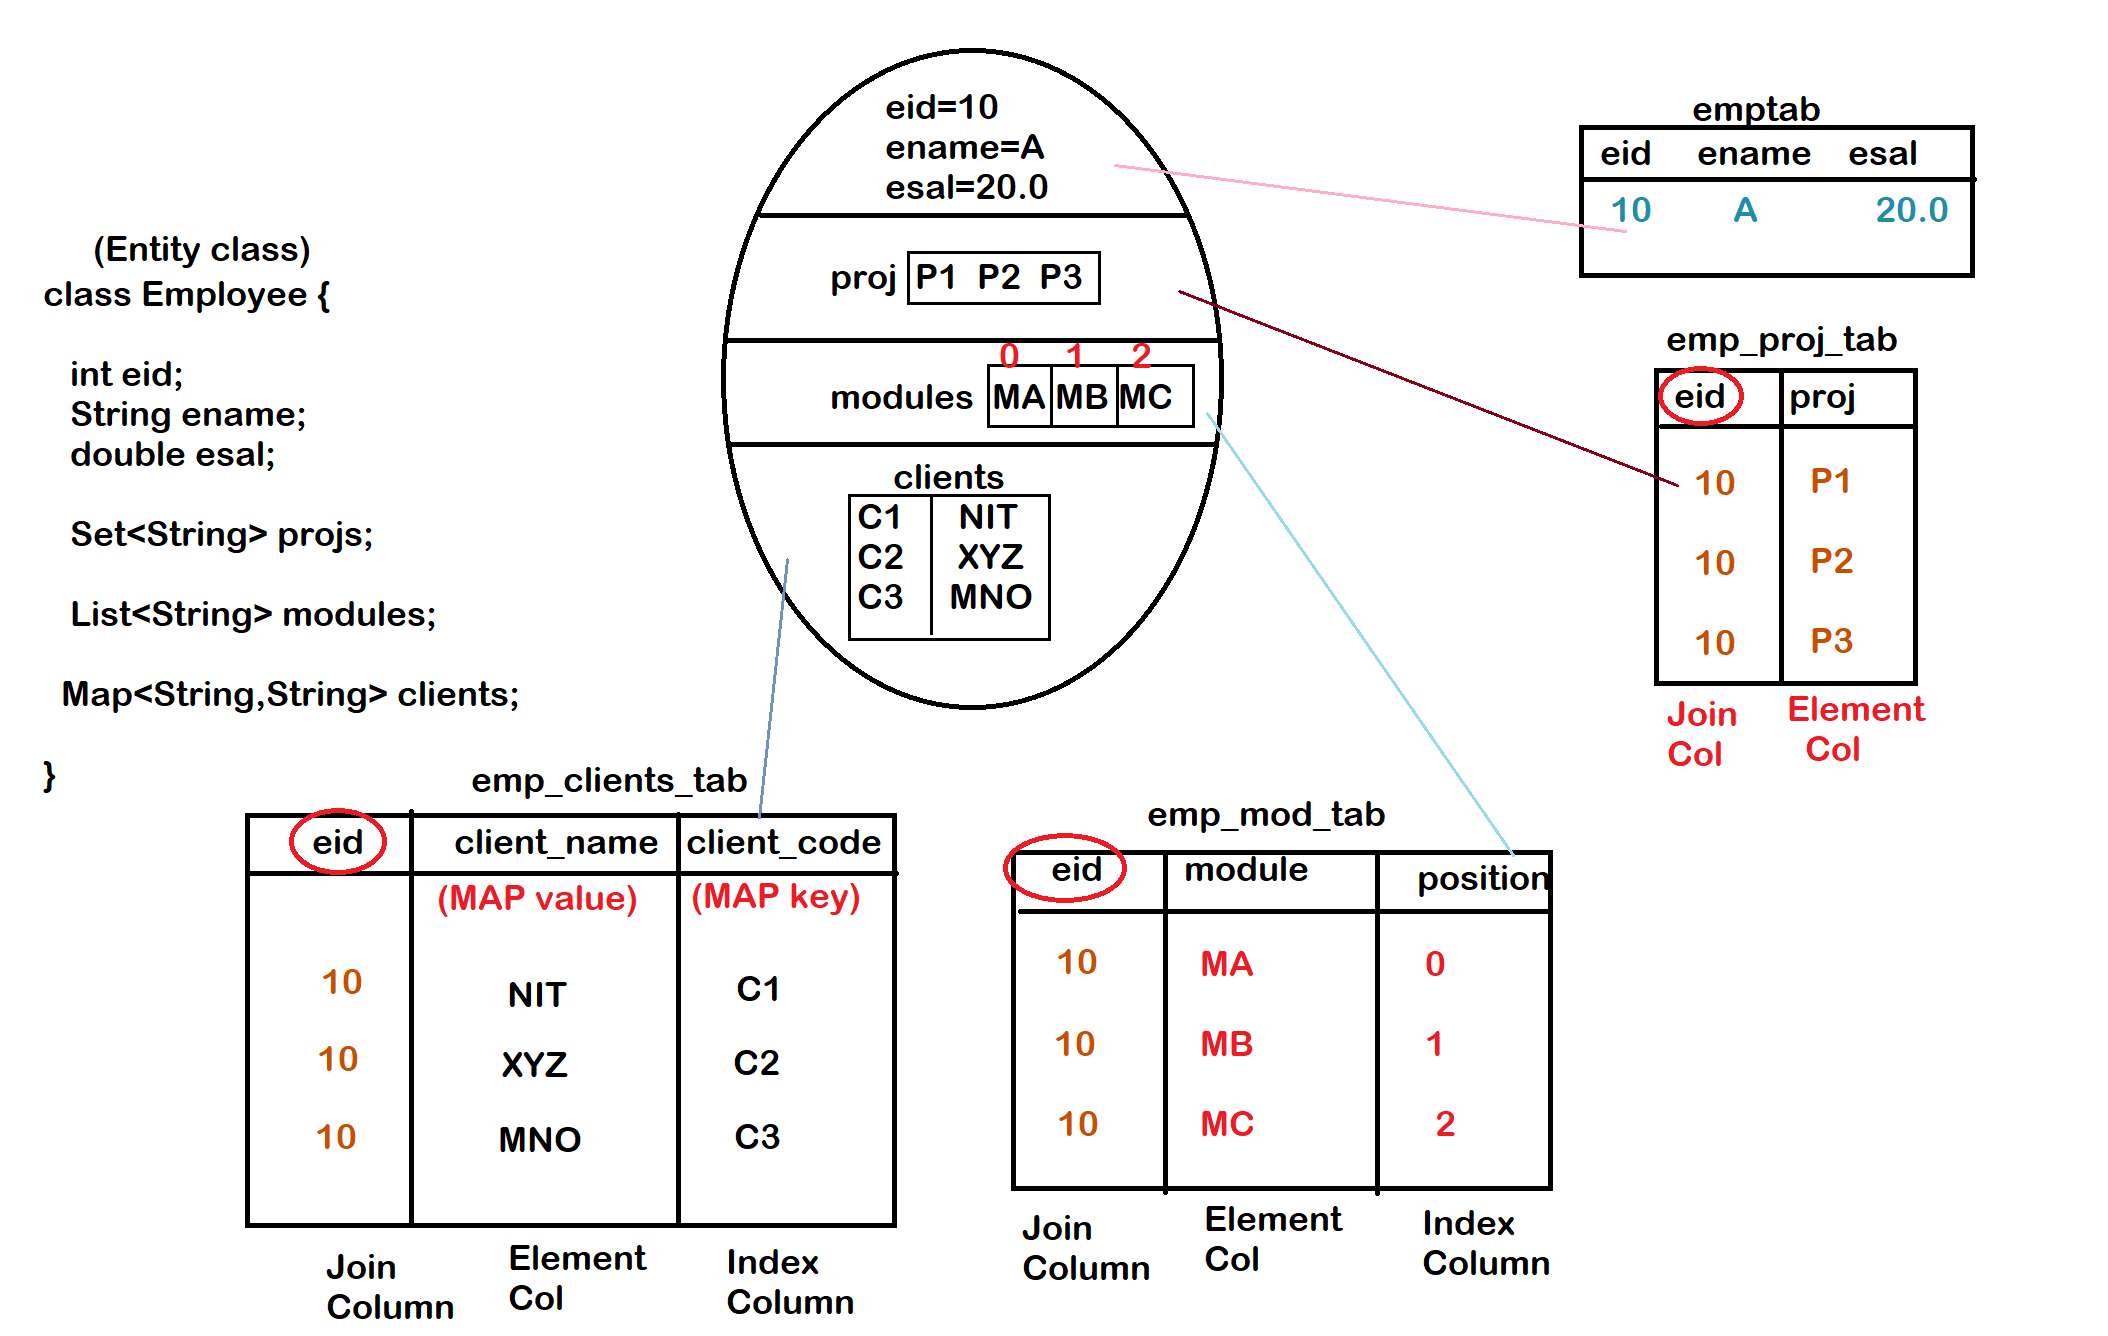 (Entity class)
class Employee {
int eid;
String ename;
double esal;
Set<String> projs;
List<String> modules;
Map<String,String> clients;
}
eid=10
ename=A
esal=20.0
proj P1 P2 P3
0 1 2
modules MA MB MC
clients
C1 NIT
C2 XYZ
C3 MNO
emptab
eid ename esal
10 A 20.0
emp_proj_tab
eid proj
10 P1
10 P2
10 P3
Join Col
Element Col
emp_clients_tab
eid client_name client_code
(MAP value) (MAP key)
10 NIT C1
10 XYZ C2
10 MNO C3
Join Column
Element Col
Index Column
emp_mod_tab
eid module position
10 MA 0
10 MB 1
10 MC 2
Join Column
Element Col
Index Column